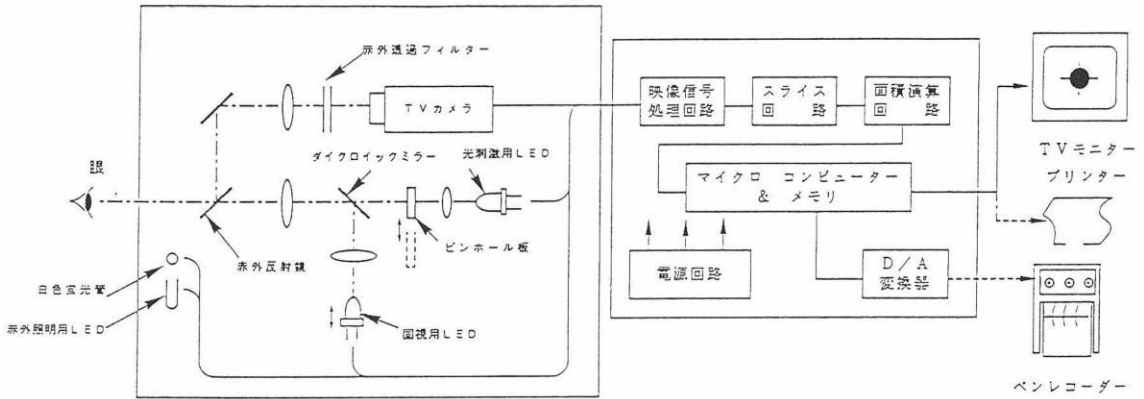 赤外透過フィルター
TVカメラ
眼
ダイクロイックミラー
光刺激用LED
ピンホール板
赤外反射鏡
白色蛍光管
赤外照明用LED
固視用LED
映像信号
処理回路
スライス
回 路
面積演算
回 路
マイクロ コンピューター
& メモリ
電源回路
D/A
変換器
TVモニター
プリンター
ペンレコーダー